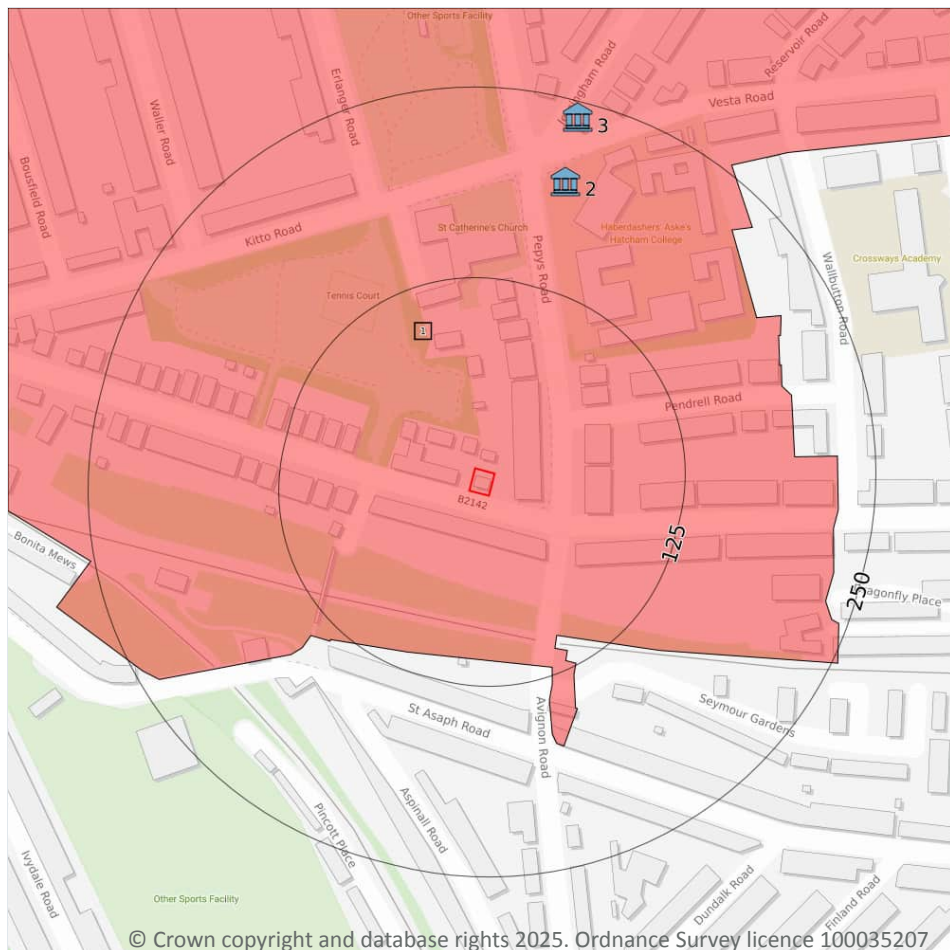 Other Sports Facility
Reservoir Road
Erlanger Road
Vesta Road
Waller Road
3
Bousfield Road
2
Kitto Road
St Catherine's Church
Haberdashers' Aske's
Hatcham College
Pepys Road
Wallbutton Road
Crossways Academy
Tennis Court
1
Pendrell Road
B2142
125
250
Bonita Mews
Dragonfly Place
Seymour Gardens
St Asaph Road
Avignon Road
Aspinall Road
Pincott Place
Ivydale Road
Other Sports Facility
Dundalk Road
Finland Road
© Crown copyright and database rights 2025. Ordnance Survey licence 100035207